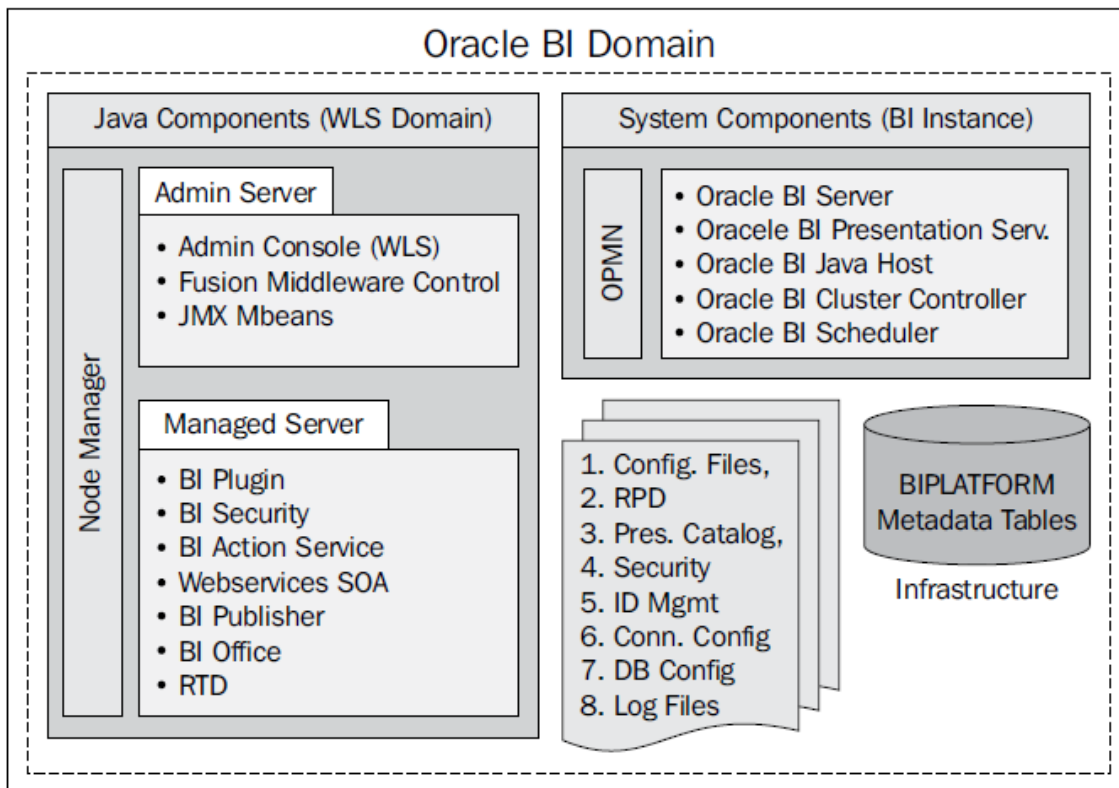 Oracle BI Domain
Java Components (WLS Domain)
Node Manager
Admin Server
• Admin Console (WLS)
• Fusion Middleware Control
• JMX Mbeans
Managed Server
• BI Plugin
• BI Security
• BI Action Service
• Webservices SOA
• BI Publisher
• BI Office
• RTD
System Components (BI Instance)
OPMN
• Oracle BI Server
• Oracele BI Presentation Serv.
• Oracle BI Java Host
• Oracle BI Cluster Controller
• Oracle BI Scheduler
1. Config. Files,
2. RPD
3. Pres. Catalog,
4. Security
5. ID Mgmt
6. Conn. Config
7. DB Config
8. Log Files
BIPLATFORM
Metadata Tables
Infrastructure